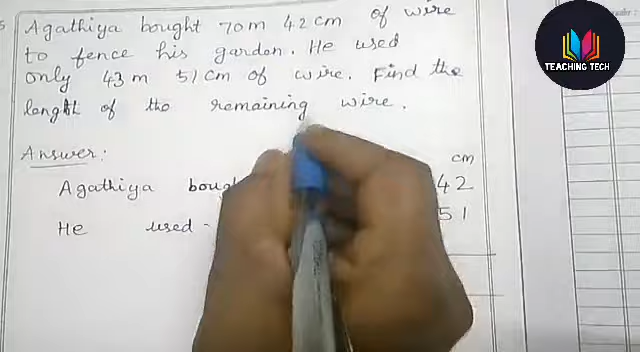 Agathiya bought 70m 42cm of wire
to fence his garden. He used
only 43m 51cm of wire. Find the
length of the remaining wire.
Answer:
cm
Agathiya 42
He used - 51
TEACHING TECH